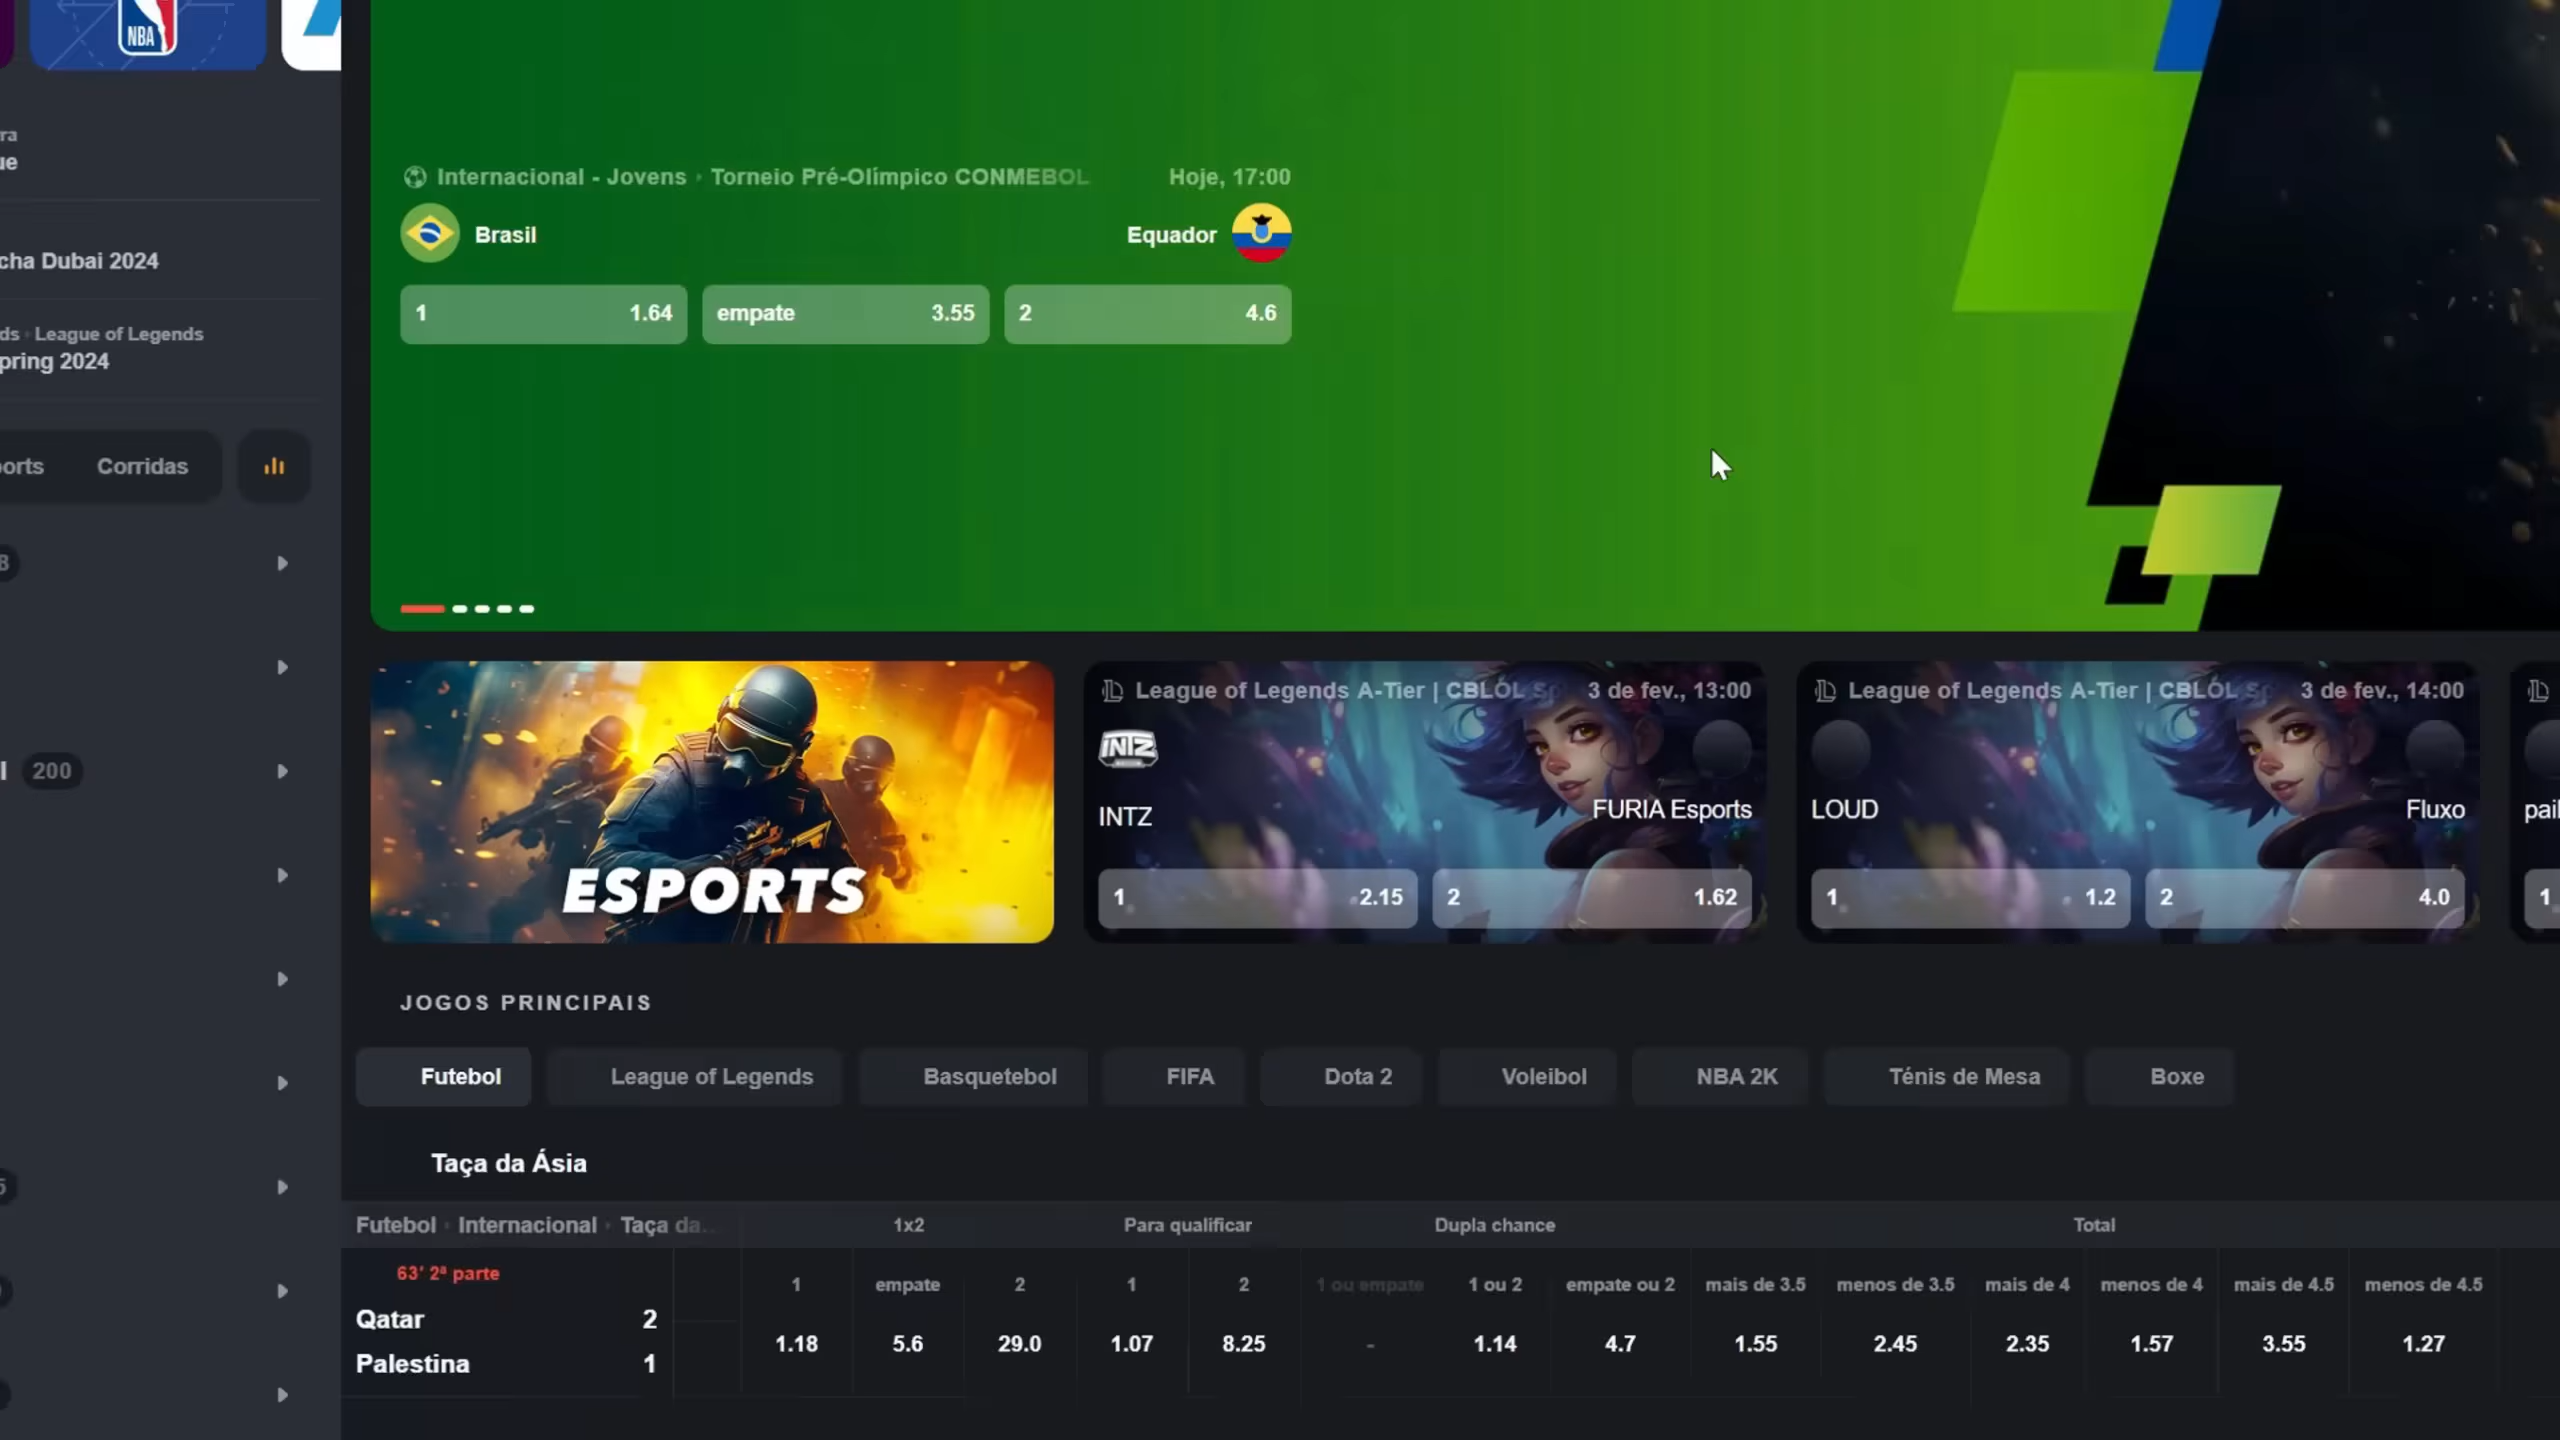 NBA
ue
cha Dubai 2024
ds · League of Legends
pring 2024
orts
Corridas
200
Internacional - Jovens · Torneio Pré-Olímpico CONMEBOL
Hoje, 17:00
Brasil
Equador
1 1.64
empate 3.55
2 4.6
ESPORTS
League of Legends A-Tier | CBLOL Sp
3 de fev., 13:00
INTZ
INTZ
FURIA Esports
1 2.15
2 1.62
League of Legends A-Tier | CBLOL Sp
3 de fev., 14:00
LOUD
Fluxo
1 1.2
2 4.0
pai
1
JOGOS PRINCIPAIS
Futebol League of Legends Basquetebol FIFA Dota 2 Voleibol NBA 2K Ténis de Mesa Boxe
Taça da Ásia
Futebol · Internacional · Taça da... 1x2 Para qualificar Dupla chance Total
63' 2ª parte
1 empate 2 1 2 1 ou empate 1 ou 2 empate ou 2 mais de 3.5 menos de 3.5 mais de 4 menos de 4 mais de 4.5 menos de 4.5
Qatar 2
Palestina 1
1.18 5.6 29.0 1.07 8.25 - 1.14 4.7 1.55 2.45 2.35 1.57 3.55 1.27